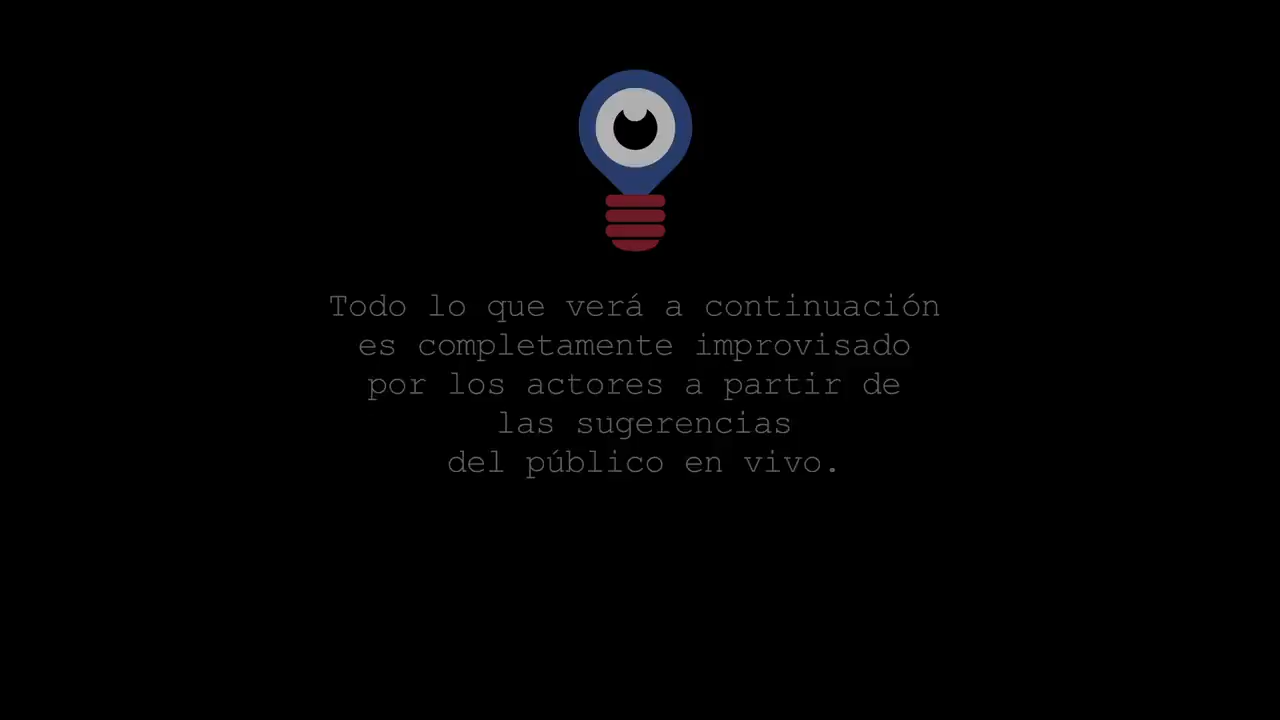 Todo lo que verá a continuación
es completamente improvisado
por los actores a partir de
las sugerencias
del público en vivo.